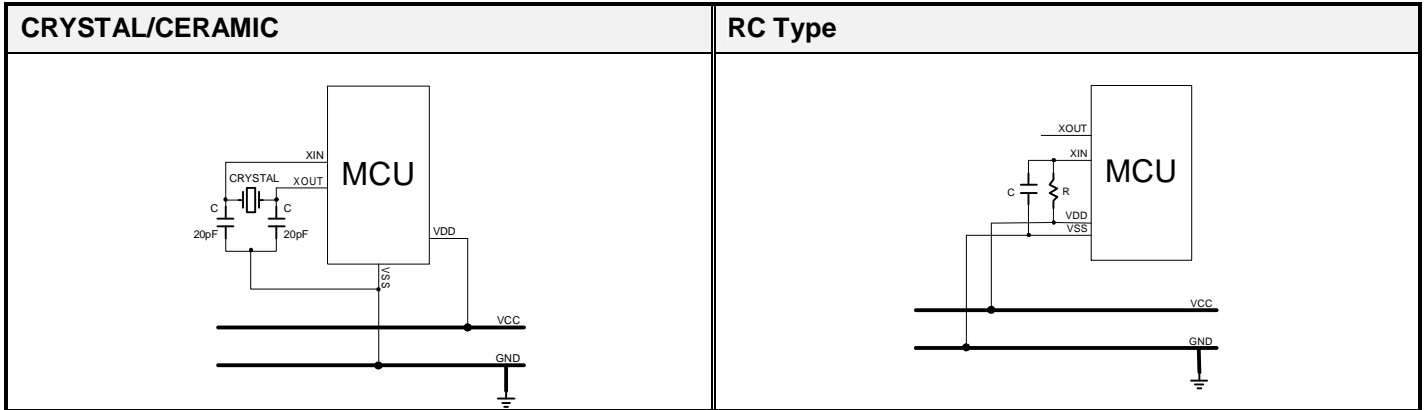 CRYSTAL/CERAMIC
RC Type
XIN
CRYSTAL
XOUT
MCU
C
C
20pF
20pF
VDD
VSS
VCC
GND
XOUT
XIN
MCU
C
R
VDD
VSS
VCC
GND